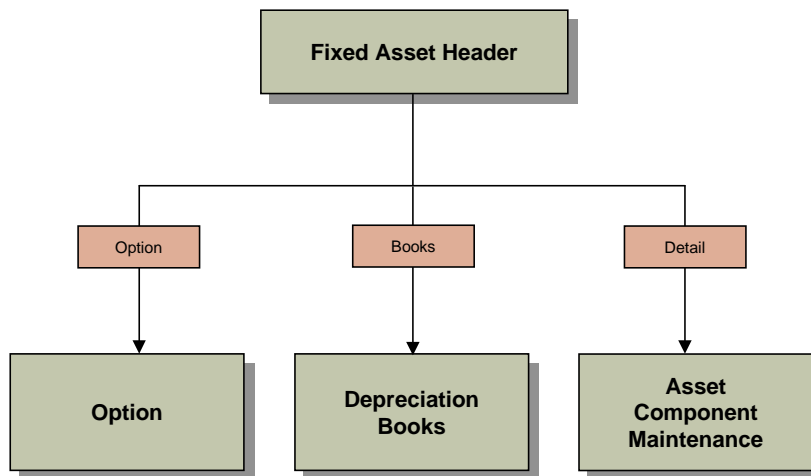 Fixed Asset Header
Option
Books
Detail
Option
Depreciation
Books
Asset
Component
Maintenance